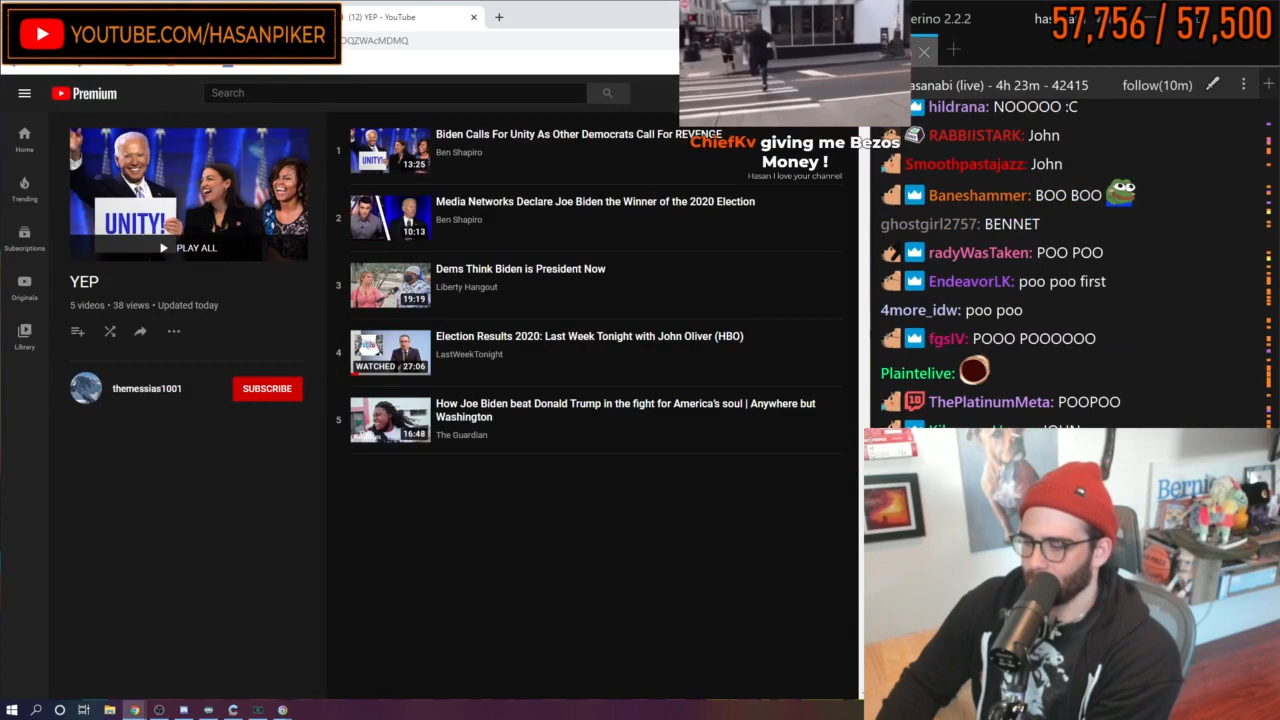 YOUTUBE.COM/HASANPIKER
(12) YEP - YouTube
QZWAcMDMQ
Premium
Search
Home
Trending
Subscriptions
Originals
Library
UNITY!
PLAY ALL
YEP
5 videos • 38 views • Updated today
themessias1001
SUBSCRIBE
1
UNITY!
13:25
Biden Calls For Unity As Other Democrats Call For REVENGE
Ben Shapiro
2
10:13
Media Networks Declare Joe Biden the Winner of the 2020 Election
Ben Shapiro
3
19:19
Dems Think Biden is President Now
Liberty Hangout
4
WATCHED
27:06
Election Results 2020: Last Week Tonight with John Oliver (HBO)
LastWeekTonight
5
16:48
How Joe Biden beat Donald Trump in the fight for America's soul | Anywhere but
Washington
The Guardian
ChiefKv giving me Bezos
Money !
Hasan I love your channel
erino 2.2.2
57,756 / 57,500
asanabi (live) - 4h 23m - 42415
follow(10m)
hildrana: NOOOOO :C
RABBIISTARK: John
Smoothpastajazz: John
Baneshammer: BOO BOO
ghostgirl2757: BENNET
radyWasTaken: POO POO
EndeavorLK: poo poo first
4more_idw: poo poo
fgsIV: POOO POOOOOO
Plaintelive:
ThePlatinumMeta: POOPOO
Bernie